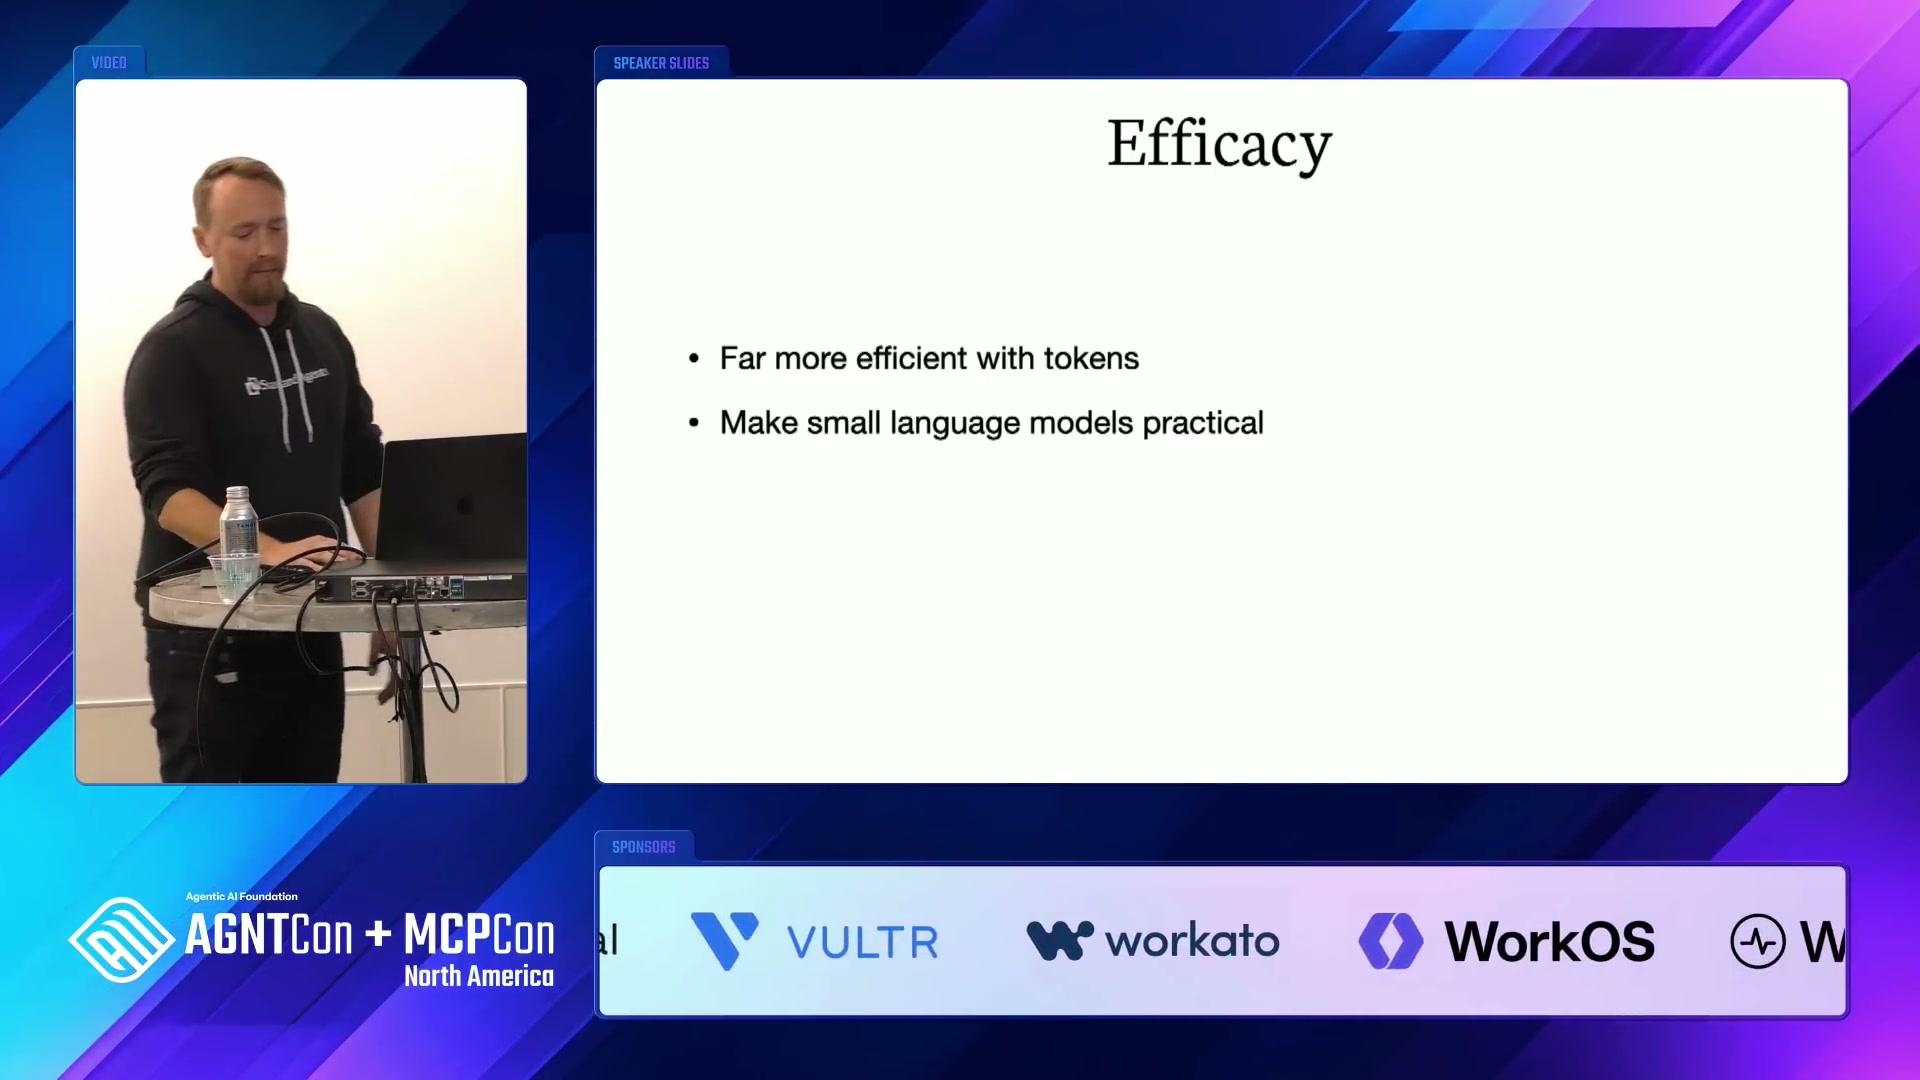 VIDEO
SPEAKER SLIDES
Efficacy
• Far more efficient with tokens
• Make small language models practical
SPONSORS
VULTR
workato
WorkOS
Agentic AI Foundation
AGNTCon + MCPCon
North America